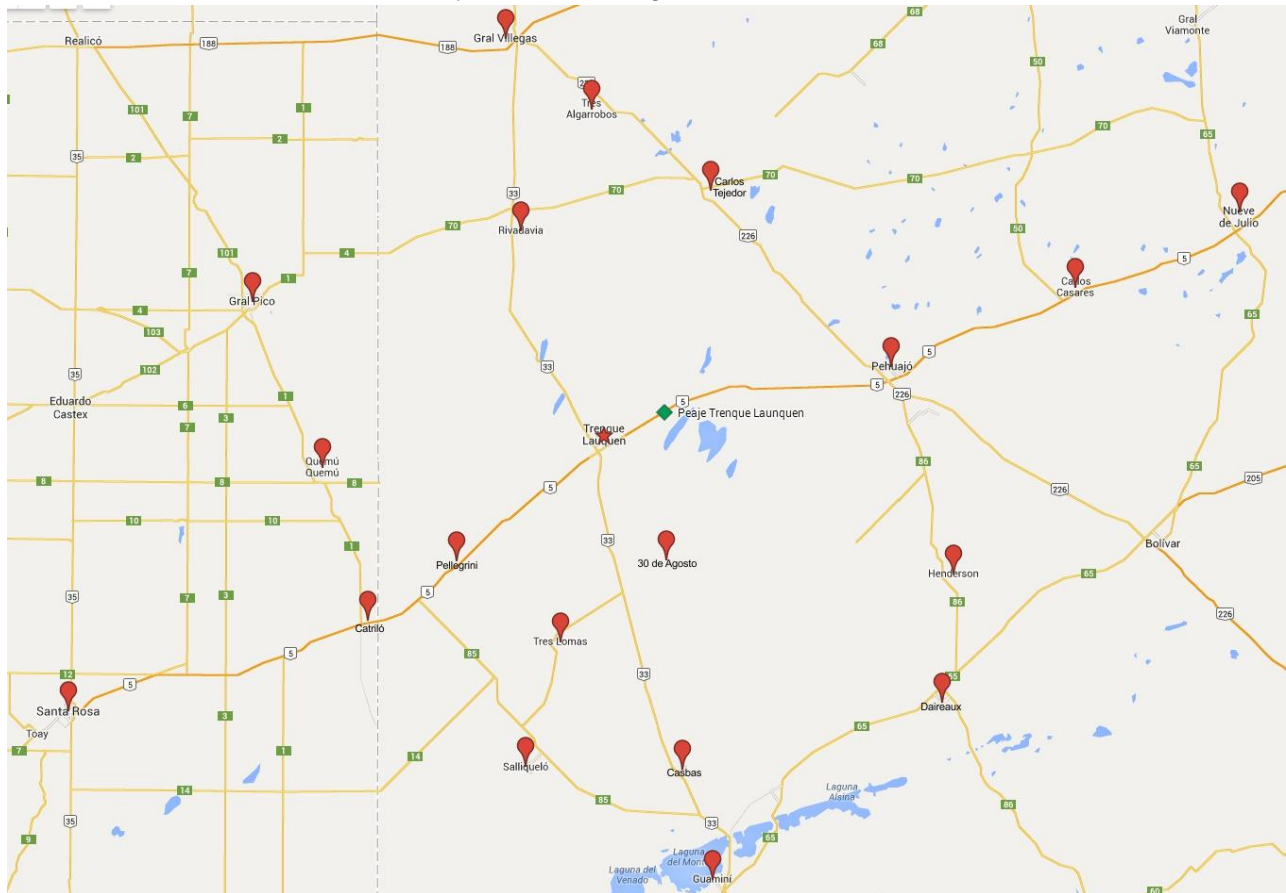 68
Gral
Viamonte
Realicó
188
Gral Villegas
188
68
50
226
Tres
Algarrobos
101
7
1
2
35
2
70
65
Carlos
Tejedor
70
70
33
70
Nueve
de Julio
Rivadavia
70
226
50
101
4
5
7
1
Carlos
Casares
Gral Pico
4
65
103
Pehuajó
5
33
102
35
5
1
226
Eduardo
Castex
6
3
5
Peaje Trenque Launquen
7
Trenque
Lauquen
Quemú
Quemú
86
8
8
8
205
5
226
10
10
33
1
Bolívar
Pellegrini
30 de Agosto
Henderson
65
5
35
7
3
86
226
Catriló
Tres Lomas
5
85
12
33
65
5
Santa Rosa
Daireaux
3
65
Toay
7
1
14
Salliqueló
Casbas
14
Laguna
Alsina
85
86
35
33
65
9
Laguna
del Mont
Laguna del
Venado
Guaminí
60